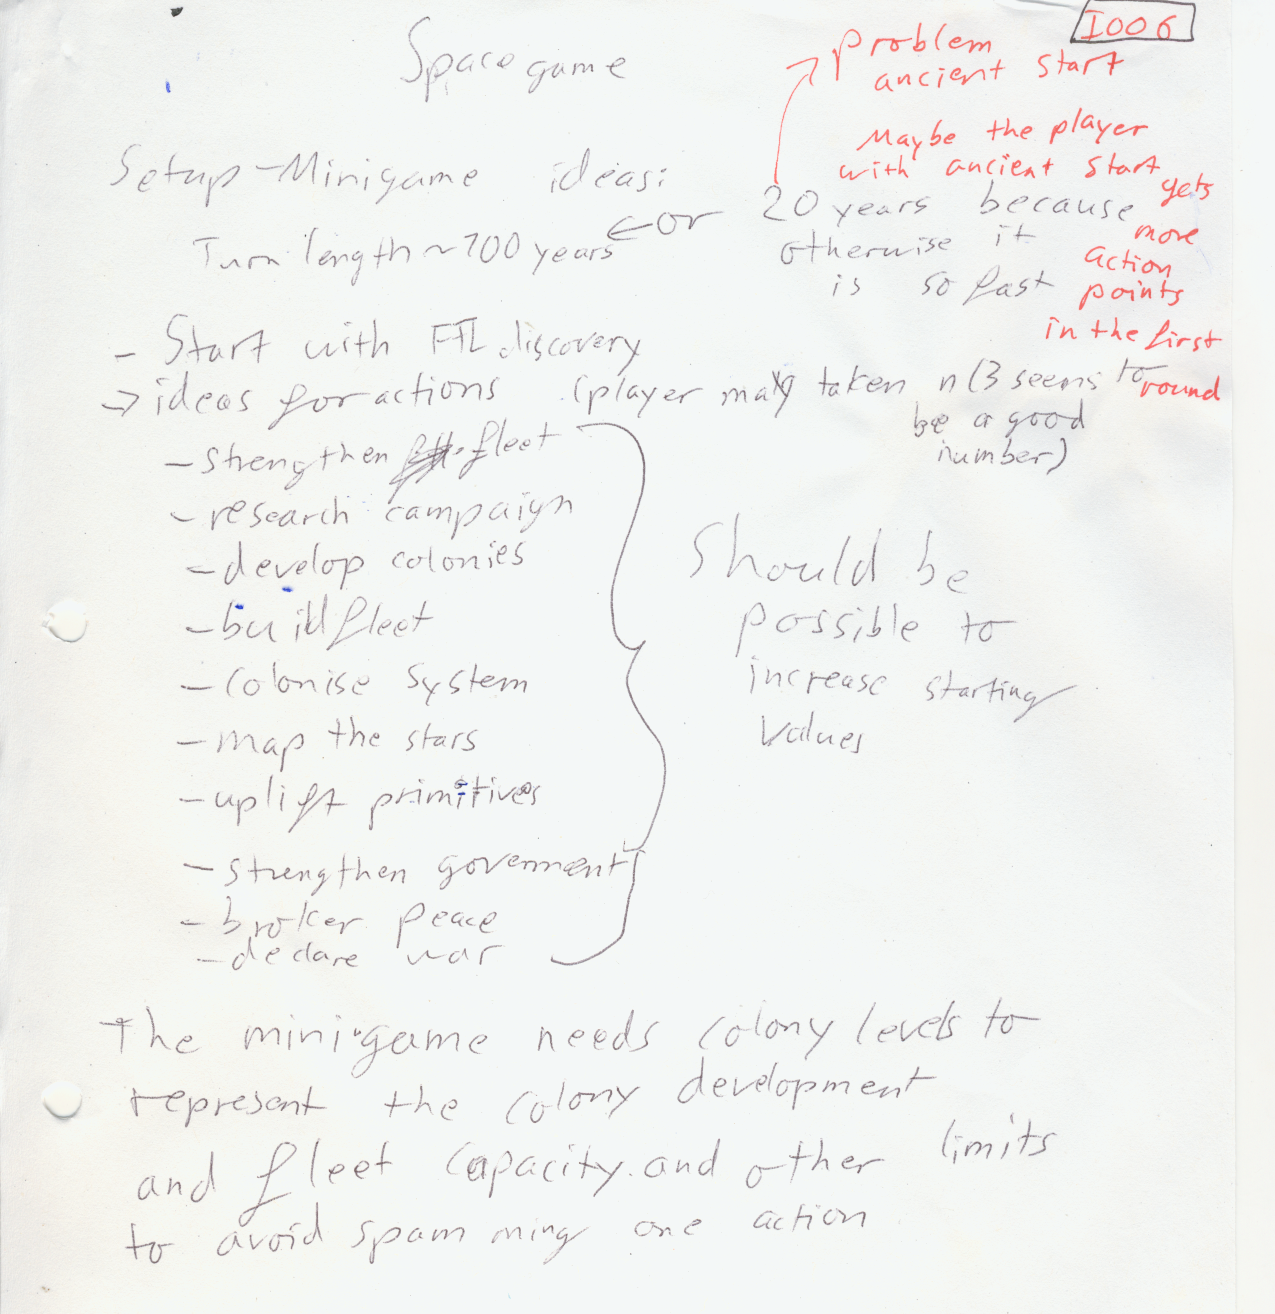 I006
Space game
problem
ancient start
Maybe the player
with ancient start
gets
more
action
points
in the first
round
Setup-Minigame ideas:
Turn length ~100 years
or 20 years because
otherwise it
is so fast
- Start with FTL discovery
→ ideas for actions (player may taken n (3 seems to
be a good
number)
- strengthen fleet
- research campaign
- develop colonies
- build fleet
- colonise system
- map the stars
- uplift primitives
- strengthen goverment
- broker peace
- declare war
Should be
possible to
increase starting
values
The mini-game needs colony levels to
represent the colony development
and fleet capacity and other limits
to avoid spamming one action